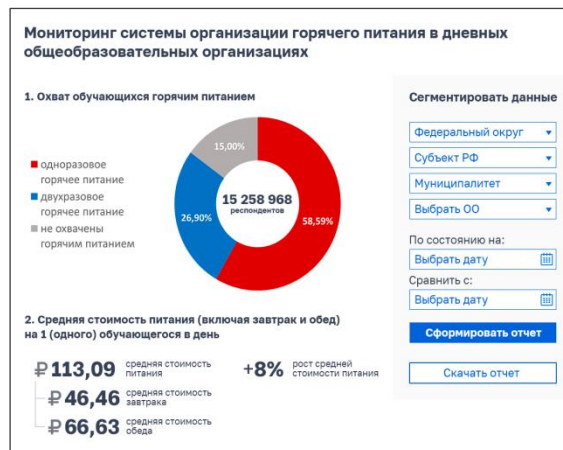 Мониторинг системы организации горячего питания в дневных
общеобразовательных организациях
1. Охват обучающихся горячим питанием
одноразовое
горячее питание
двухразовое
горячее питание
не охвачены
горячим питанием
15,00%
26,90%
58,59%
15 258 968
респондентов
2. Средняя стоимость питания (включая завтрак и обед)
на 1 (одного) обучающегося в день
₽ 113,09 средняя стоимость
питания
+8% рост средней
стоимости питания
₽ 46,46 средняя стоимость
завтрака
₽ 66,63 средняя стоимость
обеда
Сегментировать данные
Федеральный округ
Субъект РФ
Муниципалитет
Выбрать ОО
По состоянию на:
Выбрать дату
Сравнить с:
Выбрать дату
Сформировать отчет
Скачать отчет